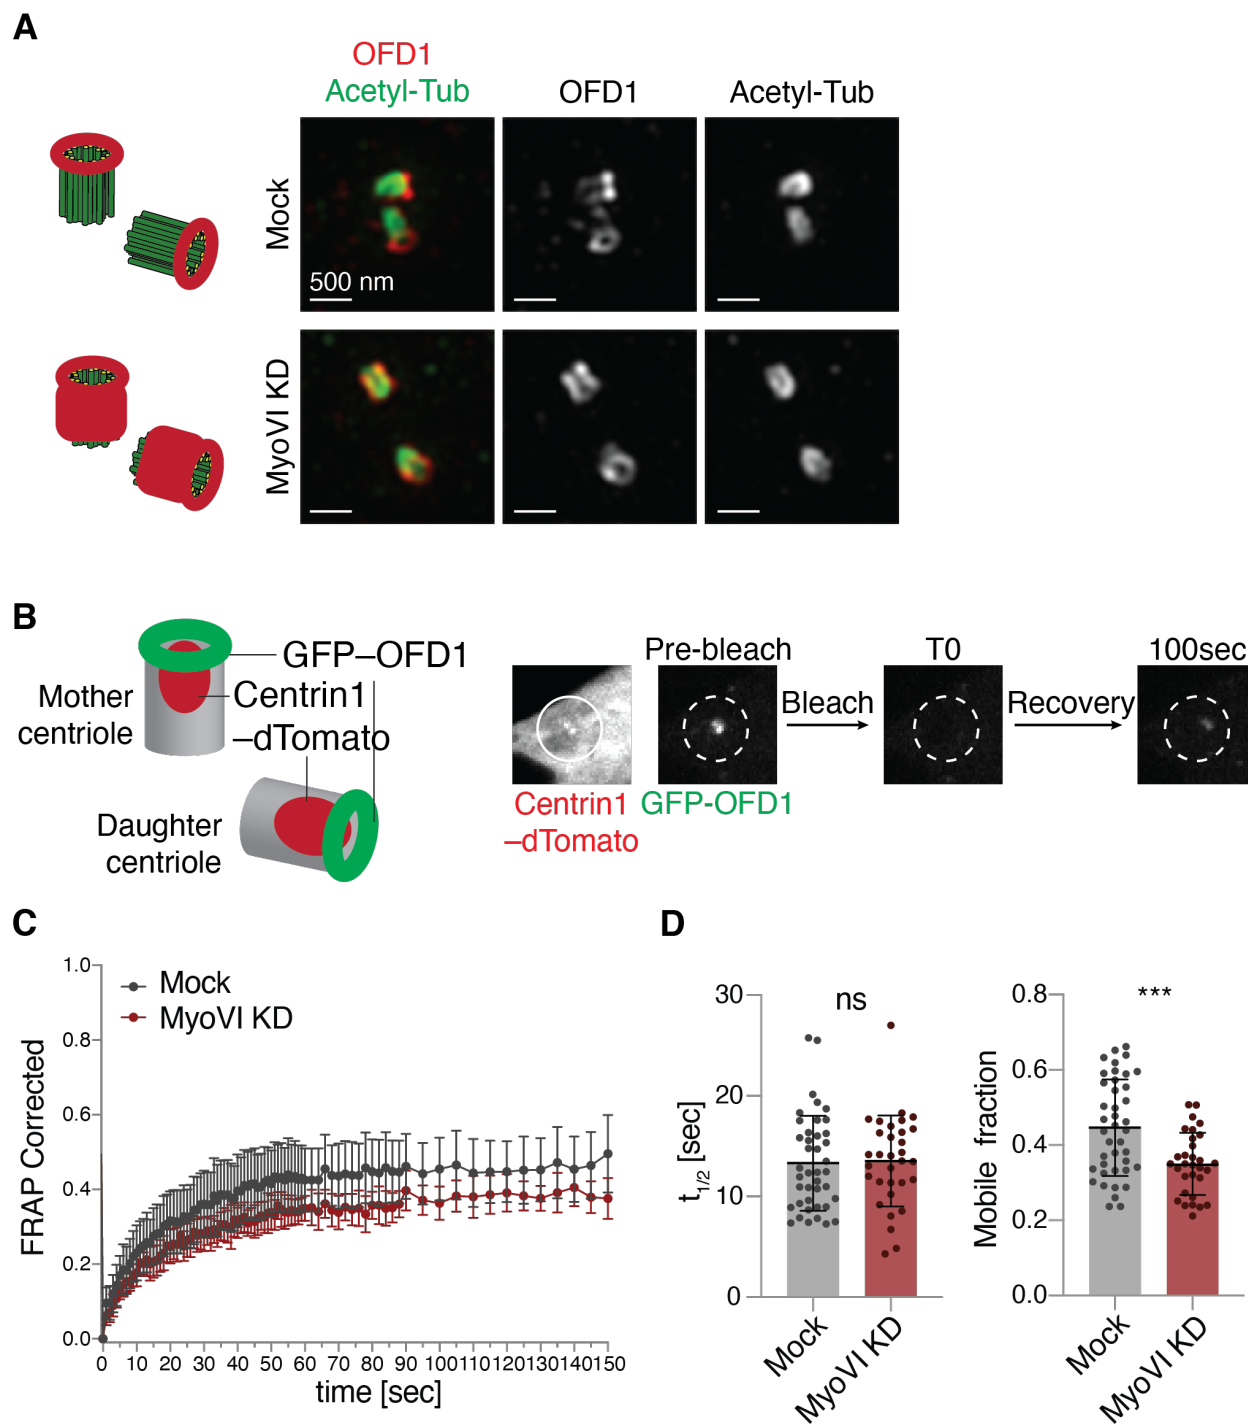 A
OFD1
Acetyl-Tub
OFD1
Acetyl-Tub
Mock
500 nm
MyoVI KD
B
GFP–OFD1
Mother
centriole
Centrin1
–dTomato
Daughter
centriole
Pre-bleach
T0
100sec
Bleach
Recovery
Centrin1
–dTomato
GFP-OFD1
C
FRAP Corrected
1.0
0.8
0.6
0.4
0.2
0.0
Mock
MyoVI KD
0 10 20 30 40 50 60 70 80 90 100 110 120 130 140 150
time [sec]
D
t1/2 [sec]
30
20
10
0
ns
Mock
MyoVI KD
Mobile fraction
0.8
0.6
0.4
0.2
0.0
***
Mock
MyoVI KD